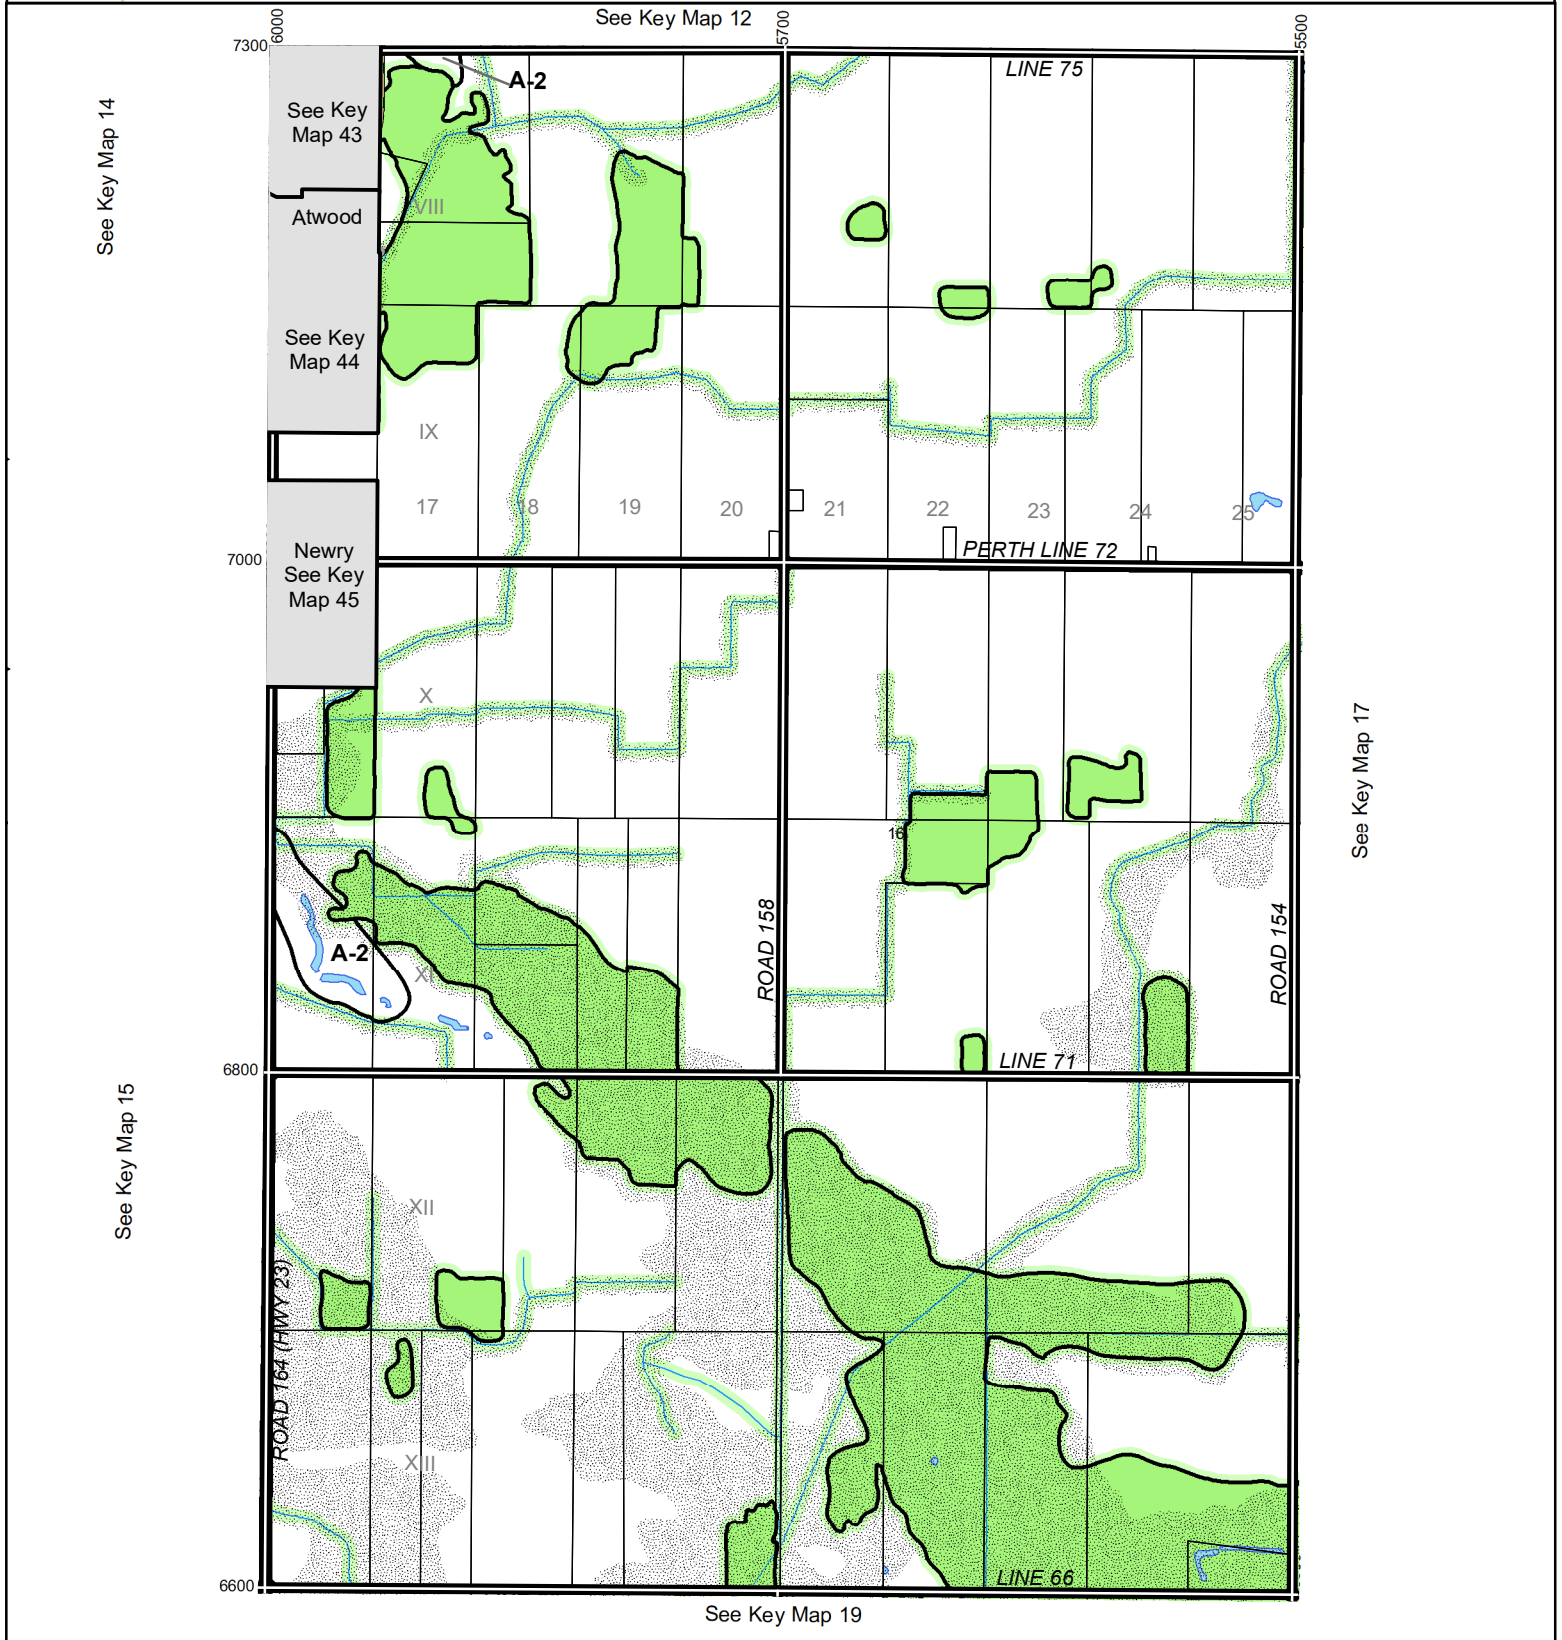 See Key Map 12
6000
5700
5500
7300
LINE 75
A-2
See Key
Map 43
See Key Map 14
Atwood
VIII
See Key
Map 44
IX
17
18
19
20
21
22
23
24
25
PERTH LINE 72
7000
Newry
See Key
Map 45
X
See Key Map 17
16
ROAD 158
ROAD 154
A-2
XI
LINE 71
6800
See Key Map 15
XII
ROAD 164 (HWY 23)
XIII
LINE 66
6600
See Key Map 19